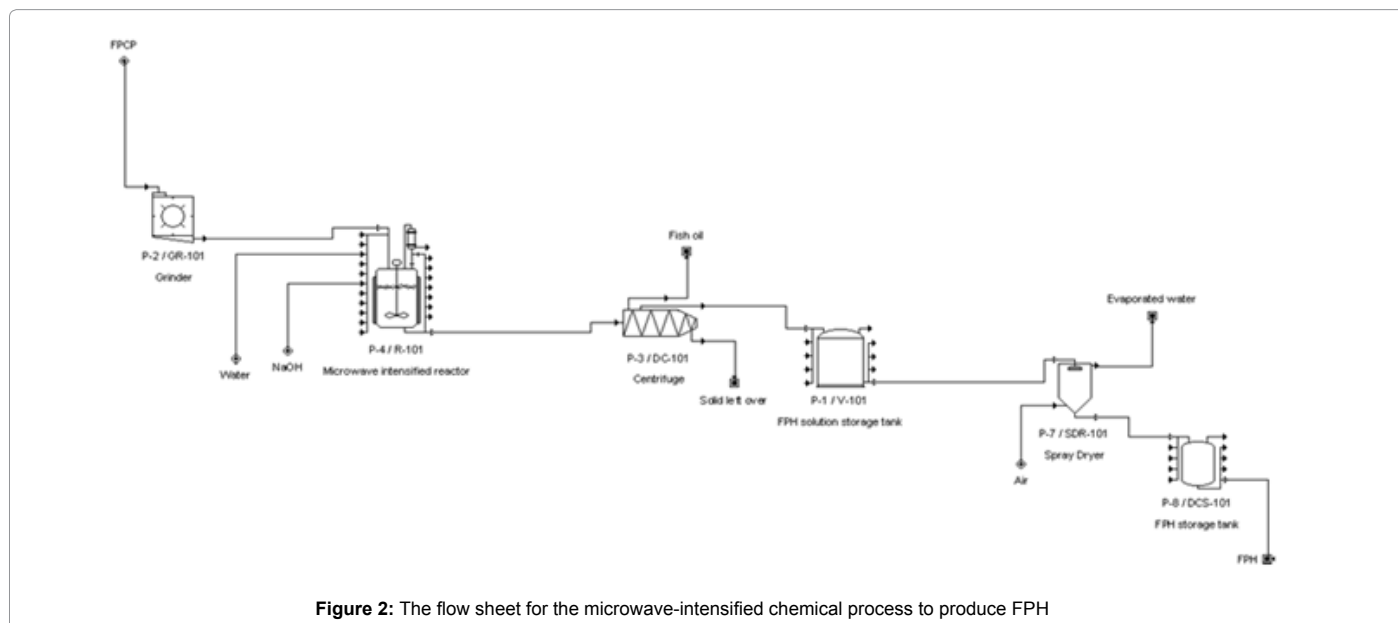 FPCP
P-2 / GR-101
Grinder
Water
NaOH
P-4 / R-101
Microwave intensified reactor
Fish oil
P-3 / DC-101
Centrifuge
Solid left over
P-1 / V-101
FPH solution storage tank
Evaporated water
P-7 / SDR-101
Spray Dryer
Air
P-8 / DCS-101
FPH storage tank
FPH
Figure 2: The flow sheet for the microwave-intensified chemical process to produce FPH